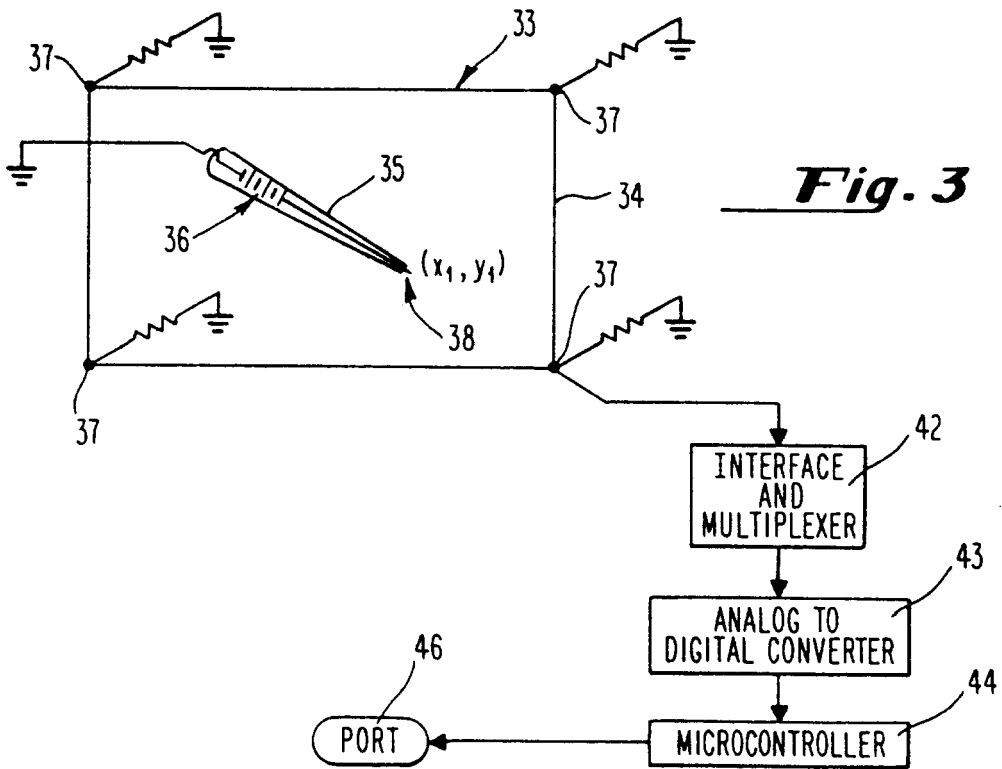 37
33
37
35
34
Fig. 3
36
(x₁, y₁)
38
37
37
42
INTERFACE
AND
MULTIPLEXER
43
ANALOG TO
DIGITAL CONVERTER
46
44
PORT
MICROCONTROLLER